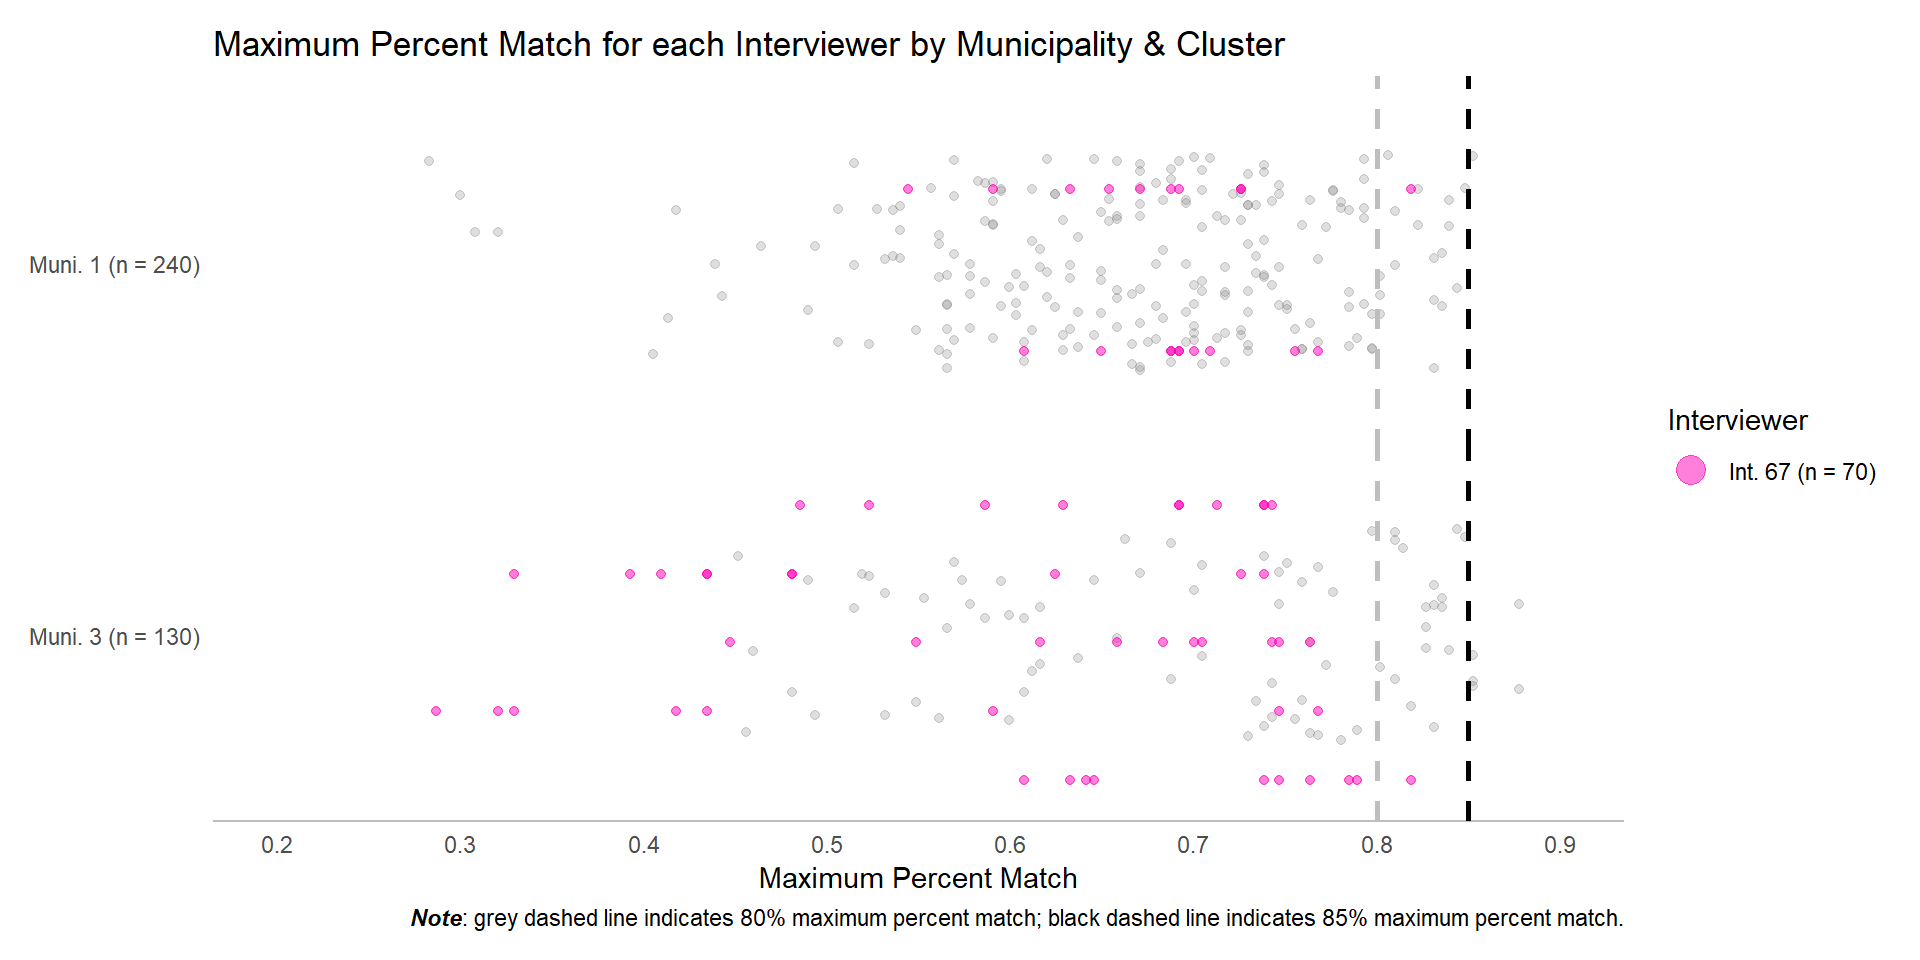 Maximum Percent Match for each Interviewer by Municipality & Cluster
Muni. 1 (n = 240)
Muni. 3 (n = 130)
Interviewer
Int. 67 (n = 70)
0.2 0.3 0.4 0.5 0.6 0.7 0.8 0.9
Maximum Percent Match
Note: grey dashed line indicates 80% maximum percent match; black dashed line indicates 85% maximum percent match.